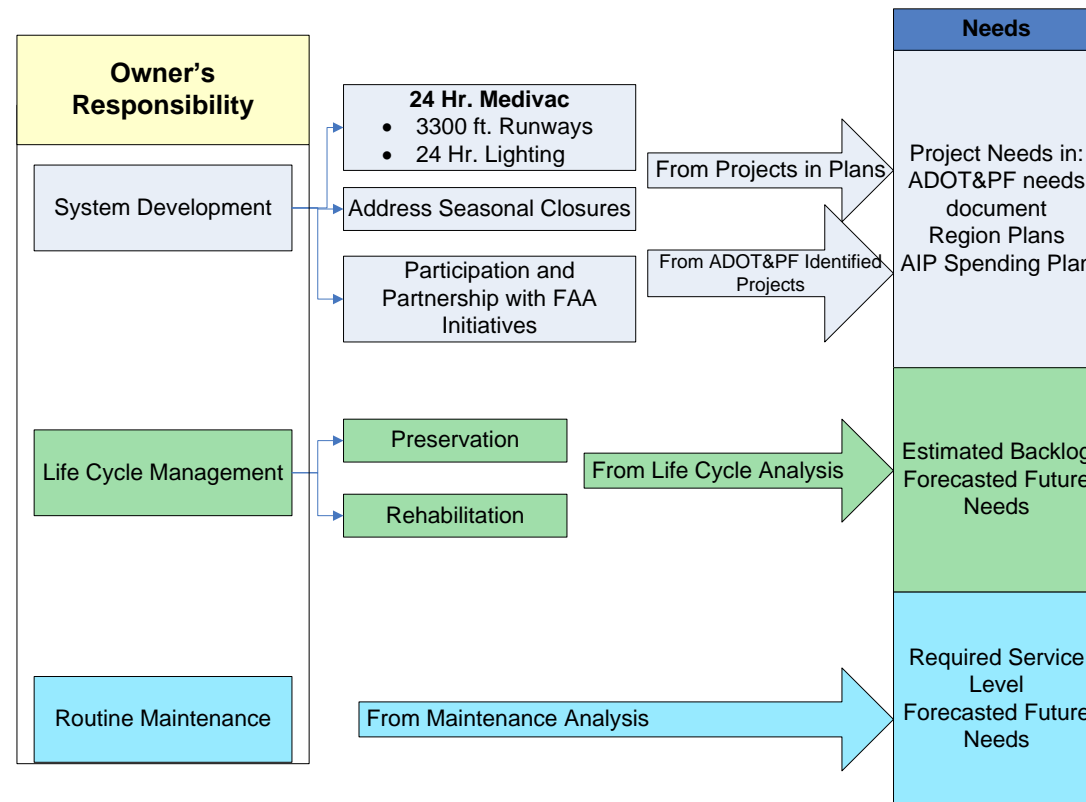 Owner's
Responsibility
System Development
Life Cycle Management
Routine Maintenance
24 Hr. Medivac
• 3300 ft. Runways
• 24 Hr. Lighting
Address Seasonal Closures
Participation and
Partnership with FAA
Initiatives
Preservation
Rehabilitation
From Projects in Plans
From ADOT&PF Identified
Projects
From Life Cycle Analysis
From Maintenance Analysis
Needs
Project Needs in:
ADOT&PF needs
document
Region Plans
AIP Spending Plan
Estimated Backlog
Forecasted Future
Needs
Required Service
Level
Forecasted Future
Needs